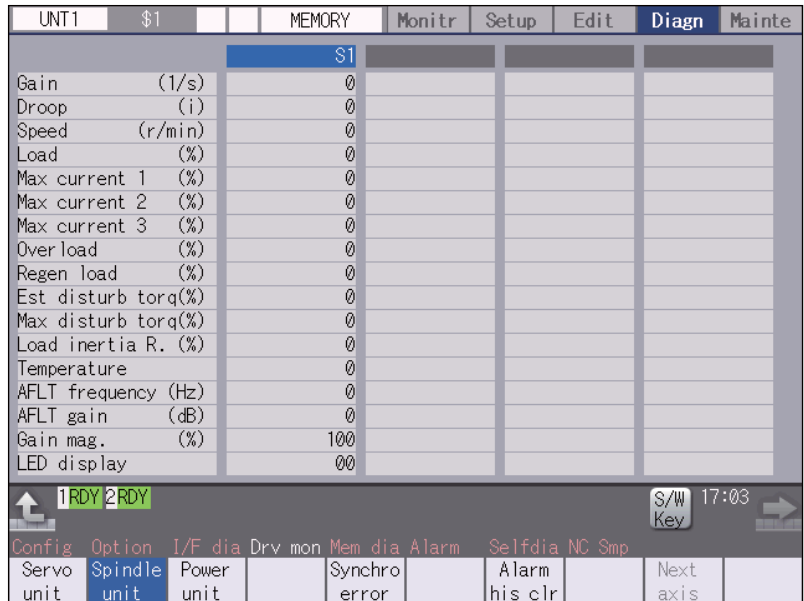 UNT1 $1 MEMORY Monitr Setup Edit Diagn Mainte
S1
Gain (1/s) 0
Droop (i) 0
Speed (r/min) 0
Load (%) 0
Max current 1 (%) 0
Max current 2 (%) 0
Max current 3 (%) 0
Overload (%) 0
Regen load (%) 0
Est disturb torq(%) 0
Max disturb torq(%) 0
Load inertia R. (%) 0
Temperature 0
AFLT frequency (Hz) 0
AFLT gain (dB) 0
Gain mag. (%) 100
LED display 00
1RDY 2RDY S/W 17:03
Key
Config Option I/F dia Drv mon Mem dia Alarm Selfdia NC Smp
Servo Spindle Power Synchro Alarm Next
unit unit unit error his clr axis